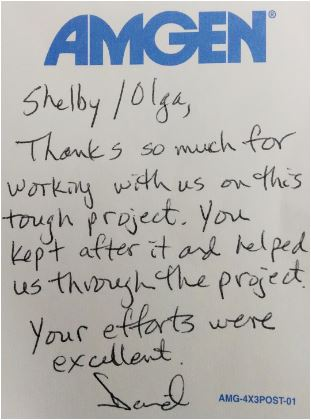 AMGEN®
Shelby/Olga,
Thanks so much for
working with us on this
tough project. You
kept after it and helped
us through the project.
Your efforts were
excellent.
David
AMG-4X3POST-01